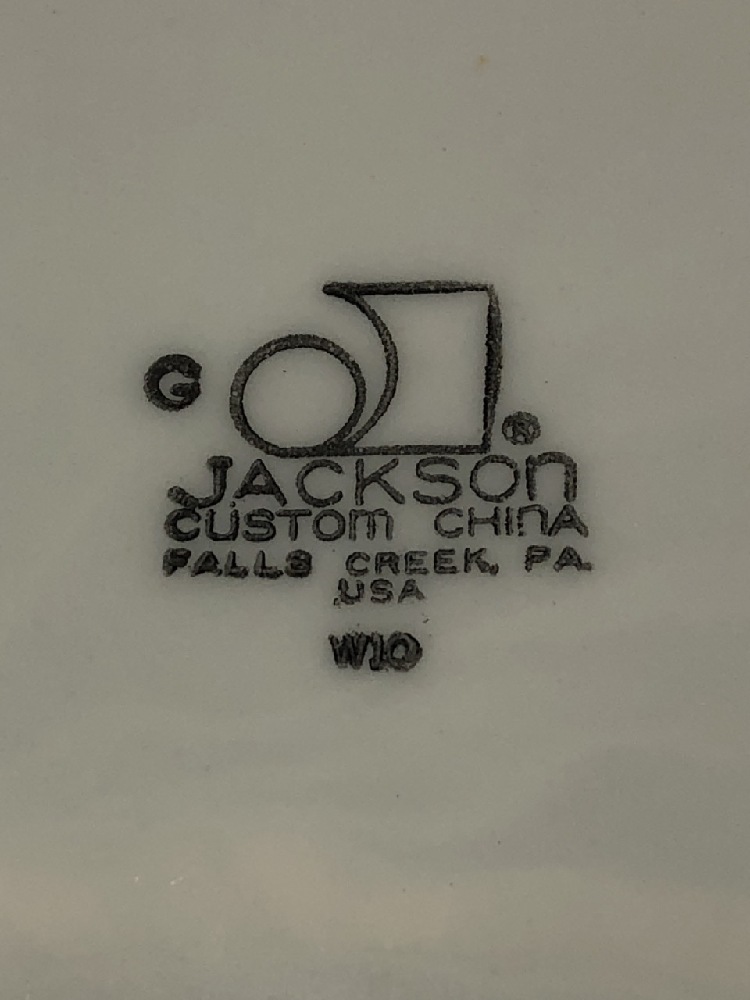 G
®
JACKSON
CUSTOM CHINA
FALLS CREEK, PA.
USA
W10